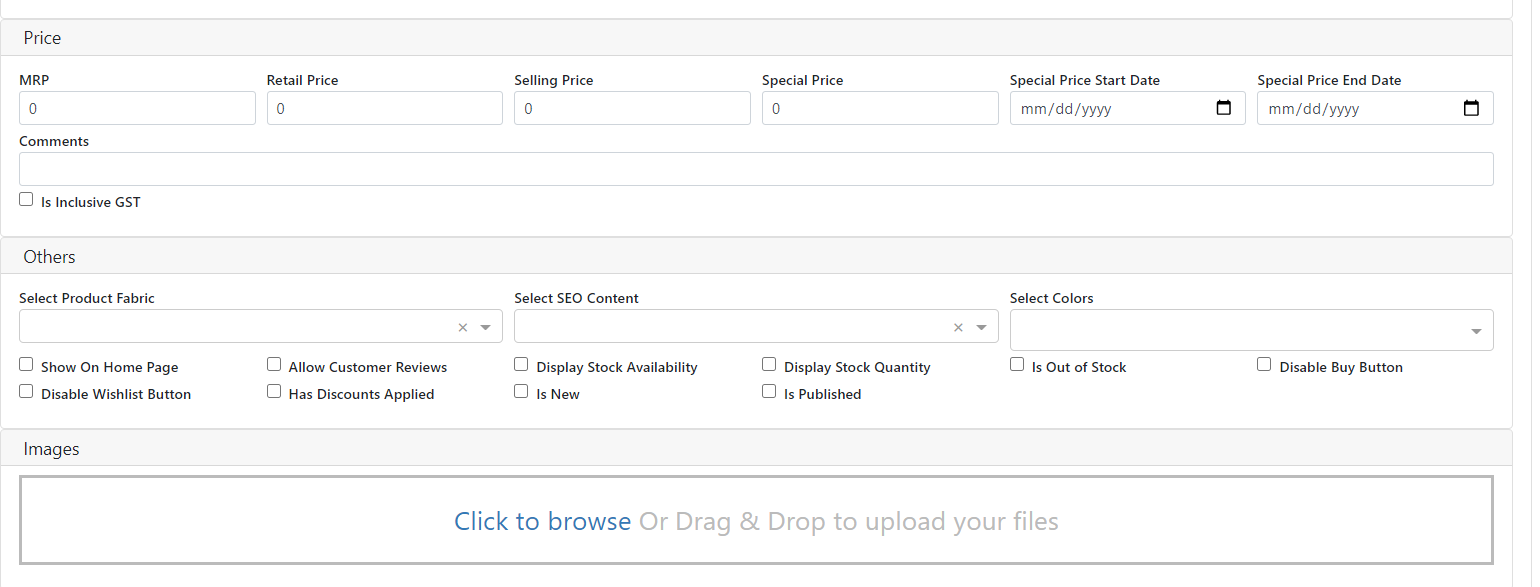 Price
MRP Retail Price Selling Price Special Price Special Price Start Date Special Price End Date
0 0 0 0 mm/dd/yyyy mm/dd/yyyy
Comments
Is Inclusive GST
Others
Select Product Fabric Select SEO Content Select Colors
Show On Home Page Allow Customer Reviews Display Stock Availability Display Stock Quantity Is Out of Stock Disable Buy Button
Disable Wishlist Button Has Discounts Applied Is New Is Published
Images
Click to browse Or Drag & Drop to upload your files